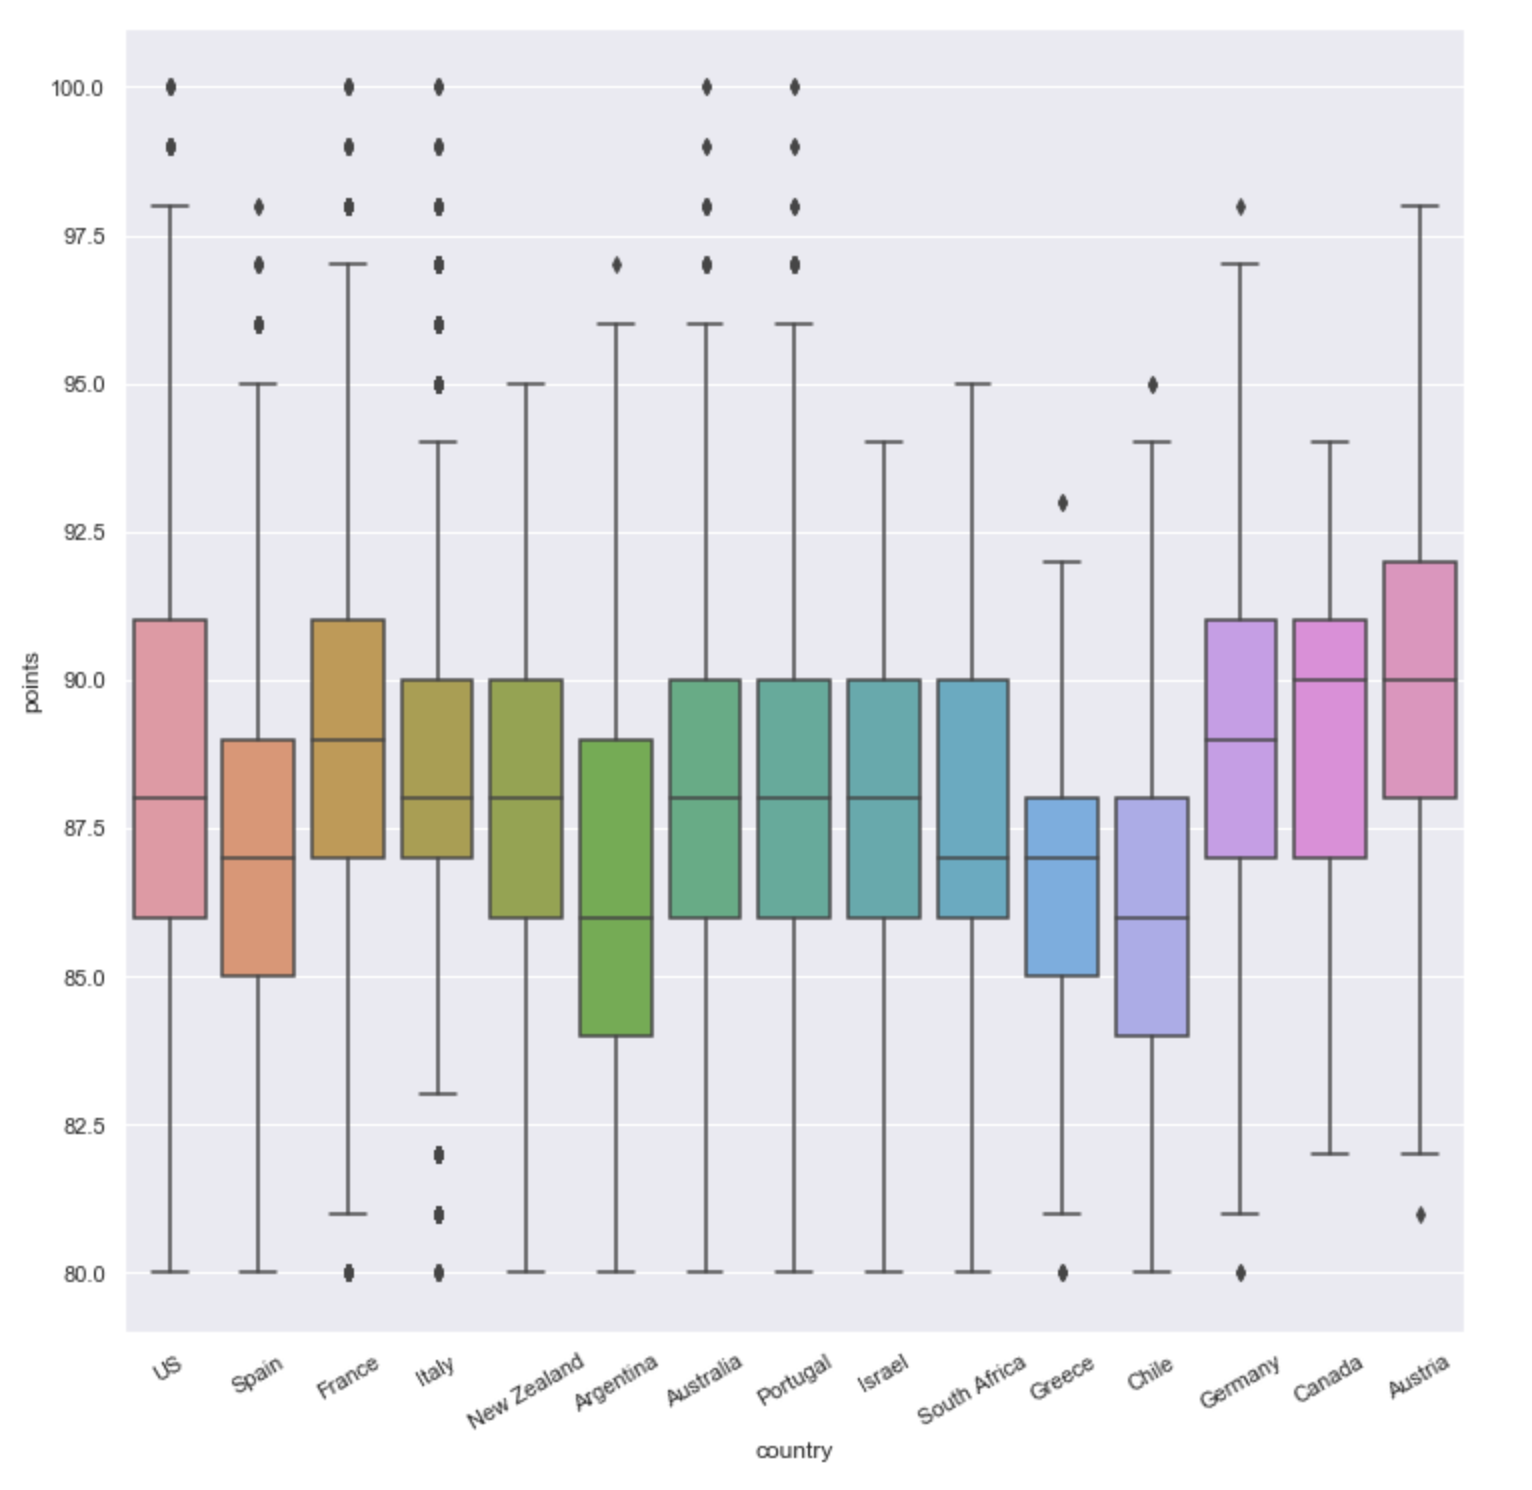 100.0
97.5
95.0
92.5
90.0
87.5
85.0
82.5
80.0
points
US
Spain
France
Italy
New Zealand
Argentina
Australia
Portugal
Israel
South Africa
Greece
Chile
Germany
Canada
Austria
country